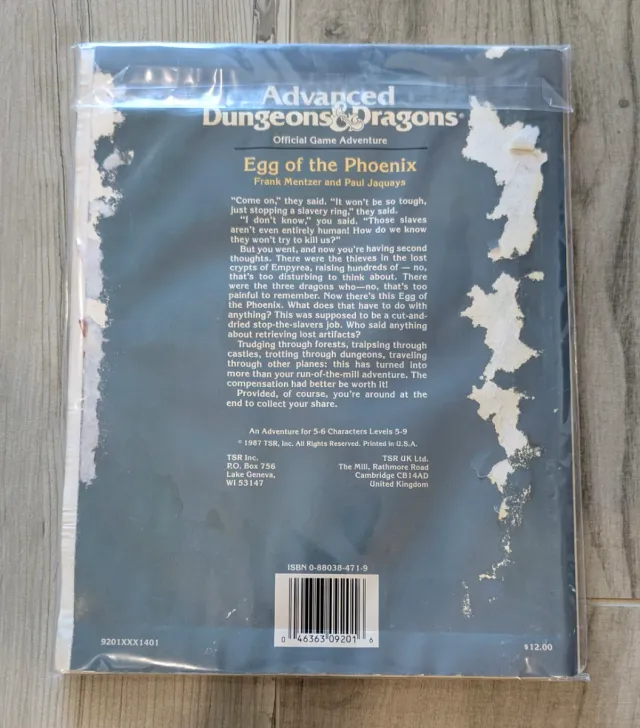 Advanced
Dungeons & Dragons®
Official Game Adventure
Egg of the Phoenix
Frank Mentzer and Paul Jaquays
"Come on," they said. "It won't be so tough,
just stopping a slavery ring," they said.
"I don't know," you said. "Those slaves
aren't even entirely human! How do we know
they won't try to kill us?"
But you went, and now you're having second
thoughts. There were the thieves in the lost
crypts of Empyrea, raising hundreds of — no,
that's too disturbing to think about. There
were the three dragons who—no, that's too
painful to remember. Now there's this Egg of
the Phoenix. What does that have to do with
anything? This was supposed to be a cut-and-
dried stop-the-slavers job. Who said anything
about retrieving lost artifacts?
Trudging through forests, traipsing through
castles, trotting through dungeons, traveling
through other planes: this has turned into
more than your run-of-the-mill adventure. The
compensation had better be worth it!
Provided, of course, you're around at the
end to collect your share.
An Adventure for 5-6 Characters Levels 5-9
© 1987 TSR, Inc. All Rights Reserved. Printed in U.S.A.
TSR Inc.
P.O. Box 756
Lake Geneva,
WI 53147
TSR UK Ltd.
The Mill, Rathmore Road
Cambridge CB14AD
United Kingdom
ISBN 0-88038-471-9
0 46363 09201 6
9201XXX1401
$12.00